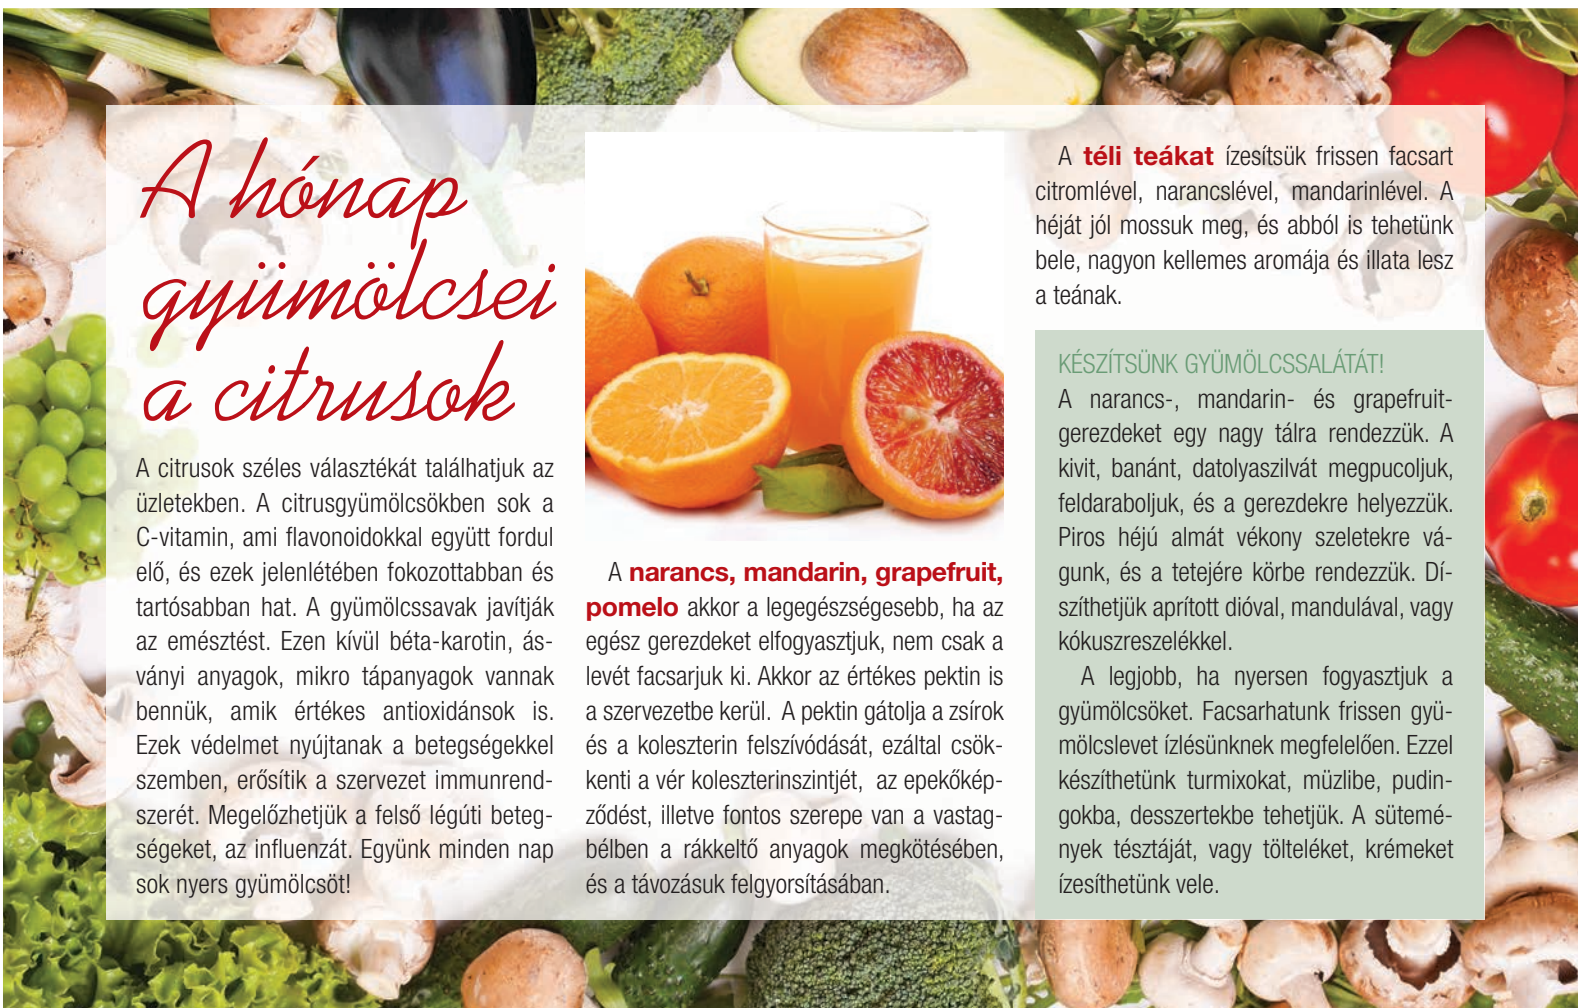 A hónap
gyümölcsei
a citrusok
A citrusok széles választékát találhatjuk az
üzletekben. A citrusgyümölcsökben sok a
C-vitamin, ami flavonoidokkal együtt fordul
elő, és ezek jelenlétében fokozottabban és
tartósabban hat. A gyümölcssavak javítják
az emésztést. Ezen kívül béta-karotin, ás-
ványi anyagok, mikro tápanyagok vannak
bennük, amik értékes antioxidánsok is.
Ezek védelmet nyújtanak a betegségekkel
szemben, erősítik a szervezet immunrend-
szerét. Megelőzhetjük a felső légúti beteg-
ségeket, az influenzát. Együnk minden nap
sok nyers gyümölcsöt!
A narancs, mandarin, grapefruit,
pomelo akkor a legegészségesebb, ha az
egész gerezdeket elfogyasztjuk, nem csak a
levét facsarjuk ki. Akkor az értékes pektin is
a szervezetbe kerül. A pektin gátolja a zsírok
és a koleszterin felszívódását, ezáltal csök-
kenti a vér koleszterinszintjét, az epekőkép-
ződést, illetve fontos szerepe van a vastag-
bélben a rákkeltő anyagok megkötésében,
és a távozásuk felgyorsításában.
A téli teákat ízesítsük frissen facsart
citromlével, narancslével, mandarinlével. A
héját jól mossuk meg, és abból is tehetünk
bele, nagyon kellemes aromája és illata lesz
a teának.
KÉSZÍTSÜNK GYÜMÖLCSSALÁTÁT!
A narancs-, mandarin- és grapefruit-
gerezdeket egy nagy tálra rendezzük. A
kivit, banánt, datolyaszilvát megpucoljuk,
feldaraboljuk, és a gerezdekre helyezzük.
Piros héjú almát vékony szeletekre vá-
gunk, és a tetejére körbe rendezzük. Dí-
szíthetjük aprított dióval, mandulával, vagy
kókuszreszelékkel.
A legjobb, ha nyersen fogyasztjuk a
gyümölcsöket. Facsarhatunk frissen gyü-
mölcslevet ízlésünknek megfelelően. Ezzel
készíthetünk turmixokat, müzlibe, pudin-
gokba, desszertekbe tehetjük. A sütemé-
nyek tésztáját, vagy tölteléket, krémeket
ízesíthetünk vele.